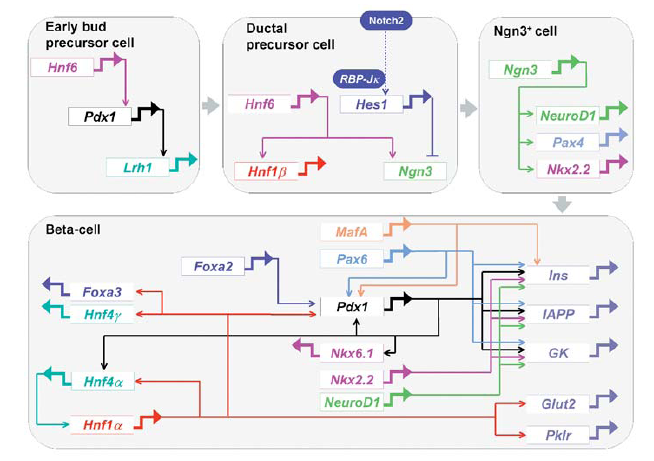 Early bud
precursor cell
Hnf6
Pdx1
Lrh1
Ductal
precursor cell
Notch2
RBP-Jκ
Hnf6
Hes1
Hnf1β
Ngn3
Ngn3⁺ cell
Ngn3
NeuroD1
Pax4
Nkx2.2
Beta-cell
MafA
Pax6
Foxa2
Foxa3
Hnf4γ
Pdx1
Nkx6.1
Nkx2.2
NeuroD1
Hnf4α
Hnf1α
Ins
IAPP
GK
Glut2
Pklr